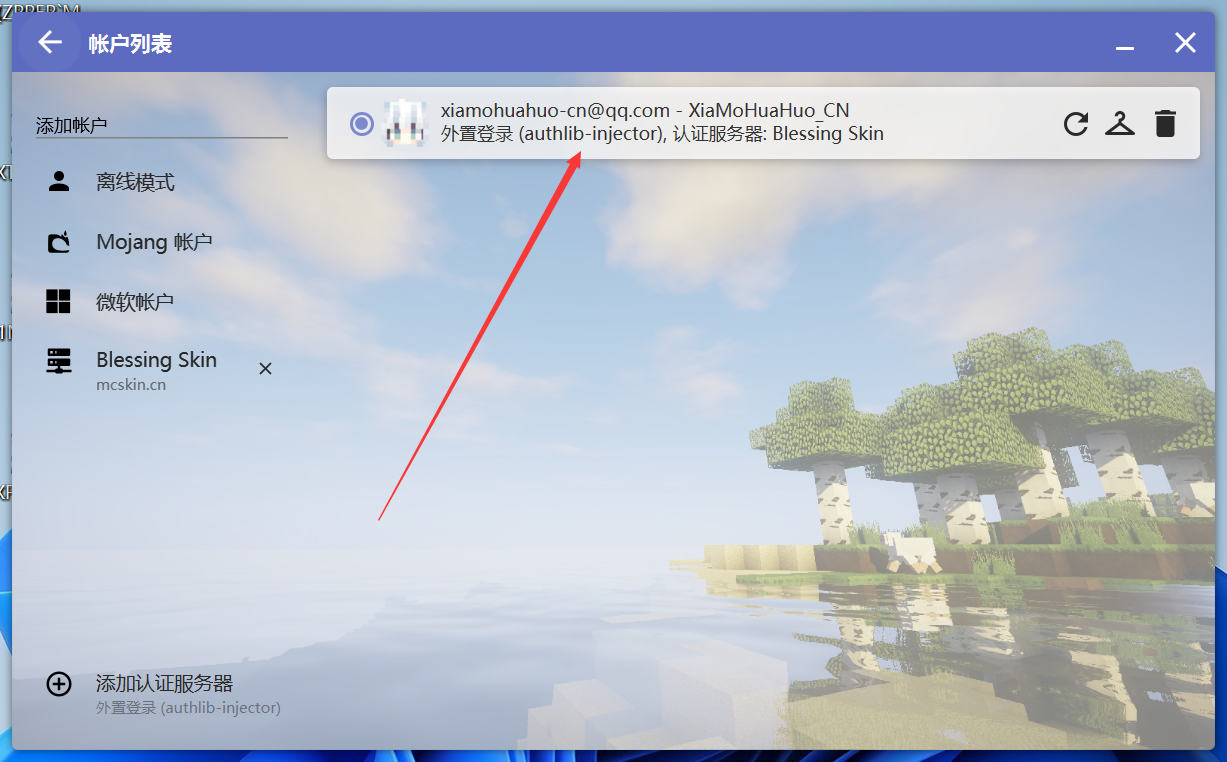 帐户列表
添加帐户
离线模式
Mojang 帐户
微软帐户
Blessing Skin
mcskin.cn
添加认证服务器
外置登录 (authlib-injector)
xiamohuahuo-cn@qq.com - XiaMoHuaHuo_CN
外置登录 (authlib-injector), 认证服务器: Blessing Skin